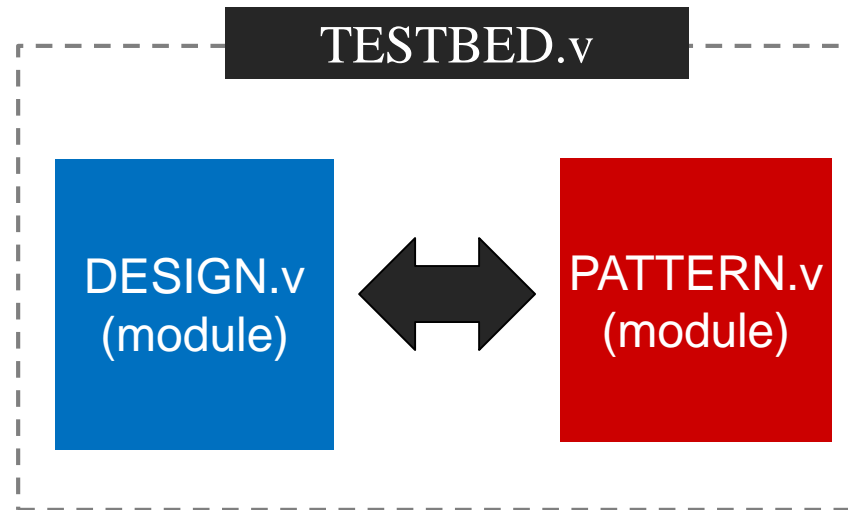 TESTBED.v
DESIGN.v
(module)
PATTERN.v
(module)